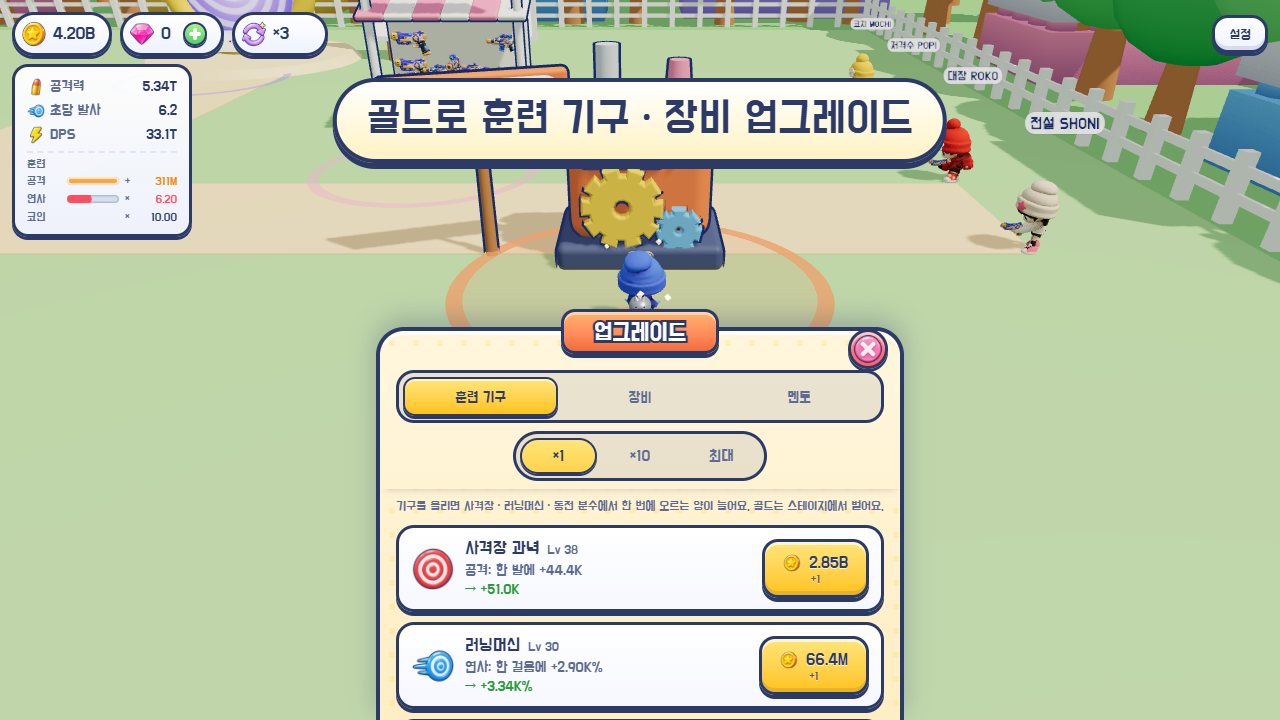 4.20B
0
×3
설정
코치 MOCHI
저격수 POPI
대장 ROKO
전설 SHONI
공격력 5.34T
초당 발사 6.2
DPS 33.1T
훈련
공격 + 311M
연사 × 6.20
코인 × 10.00
골드로 훈련 기구 · 장비 업그레이드
업그레이드
훈련 기구 장비 멘토
×1 ×10 최대
기구를 올리면 사격장 · 러닝머신 · 동전 분수에서 한 번에 오르는 양이 늘어요. 골드는 스테이지에서 벌어요.
사격장 과녁 Lv 38
공격: 한 발에 +44.4K
→ +51.0K
2.85B
+1
러닝머신 Lv 30
연사: 한 걸음에 +2.90K%
→ +3.34K%
66.4M
+1